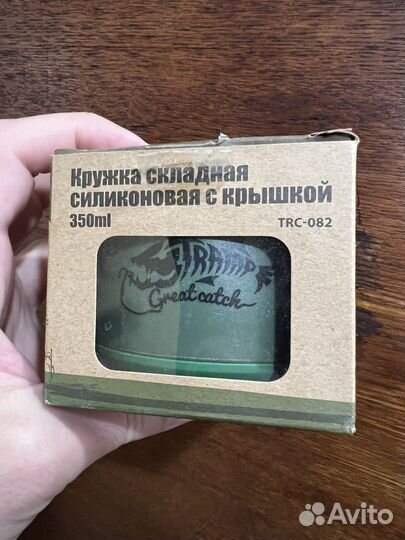 Кружка складная
силиконовая с крышкой
350ml
TRC-082
TRAMP
Great catch
Avito